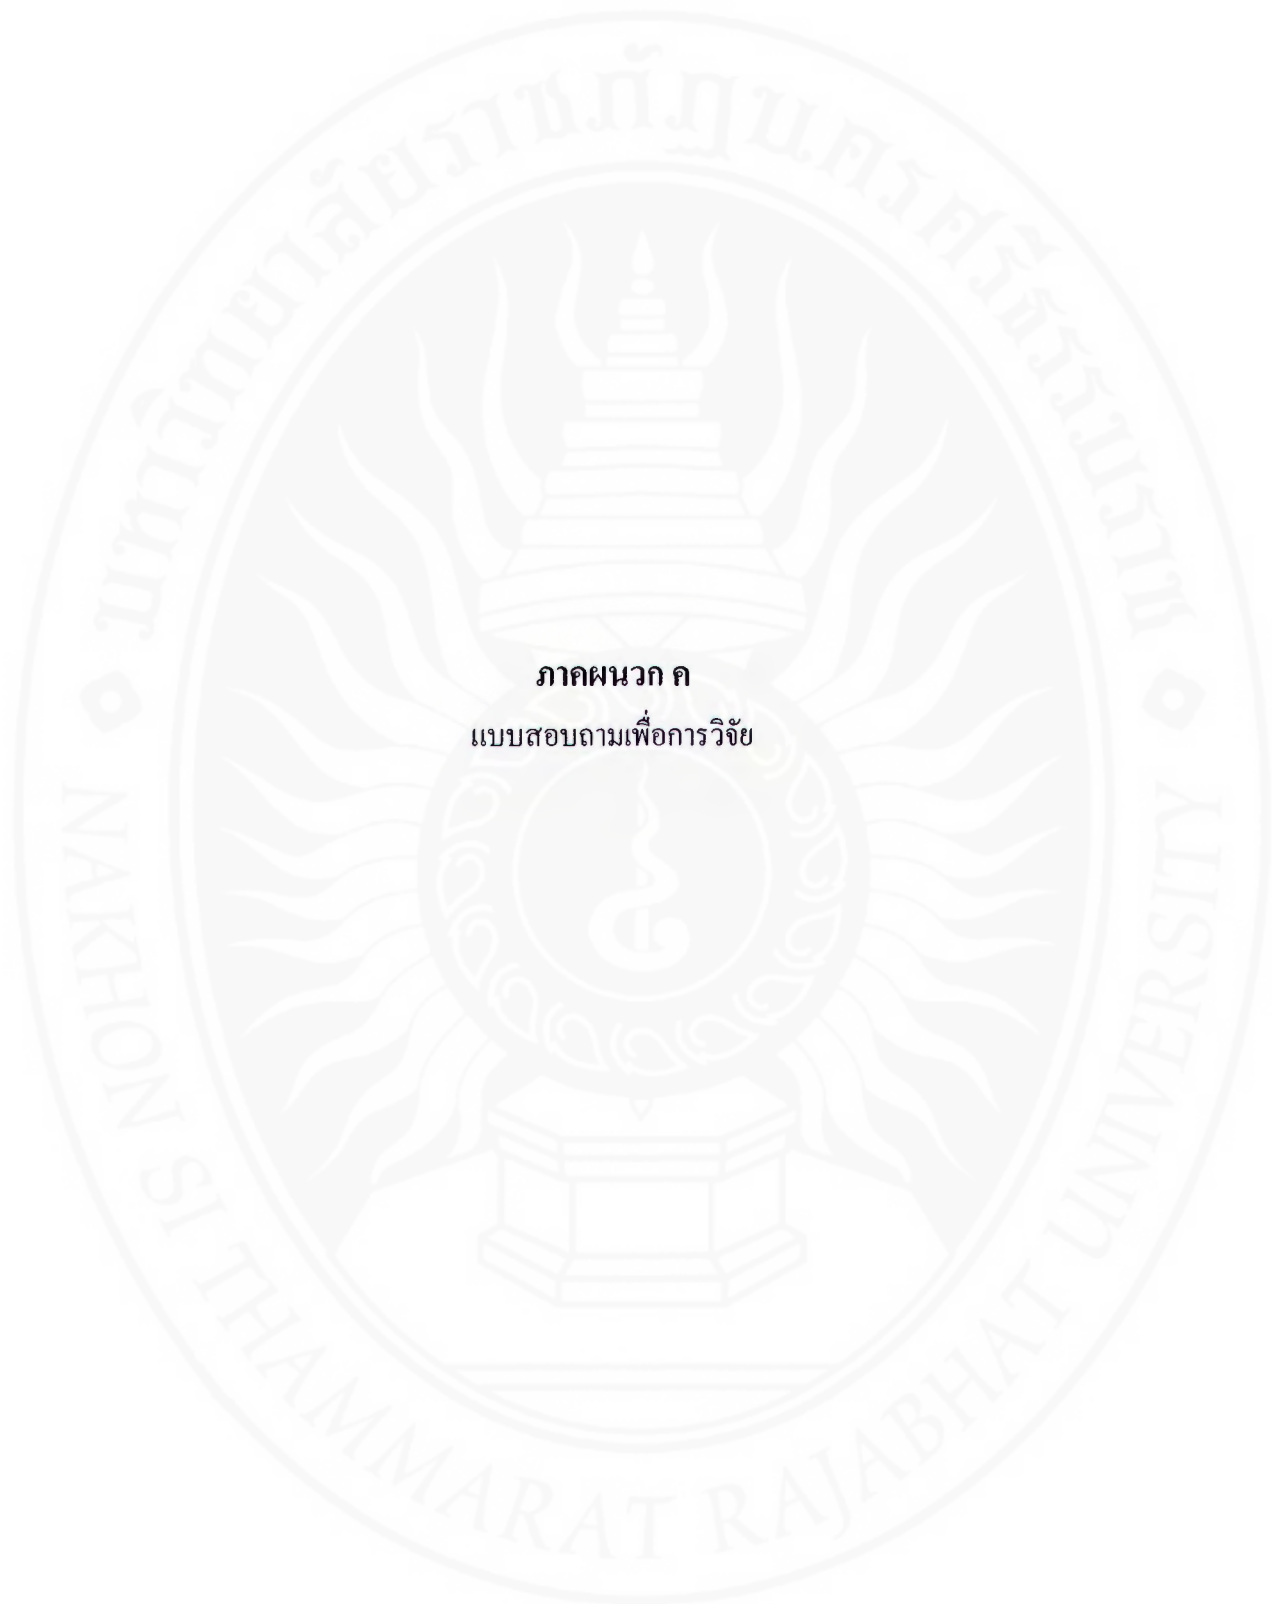 มหาวิทยาลัยราชภัฏนครศรีธรรมราช
ภาคผนวก ค
แบบสอบถามเพื่อการวิจัย
NAKHON SI THAMMARAT RAJABHAT UNIVERSITY